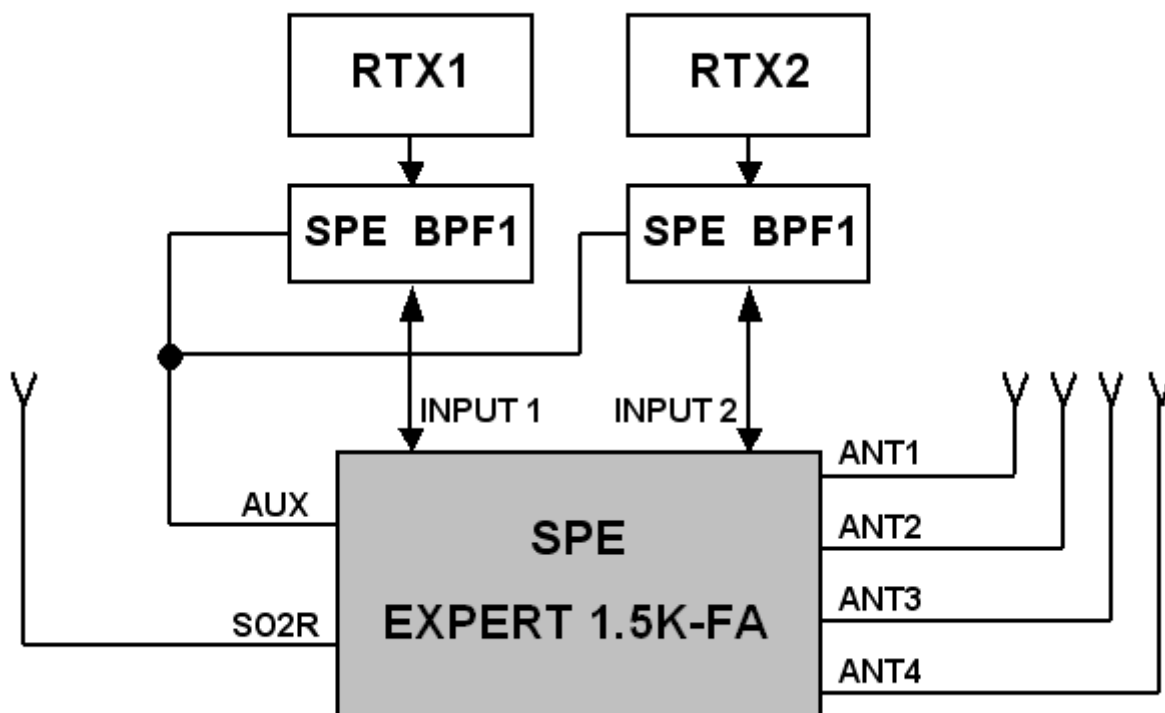 RTX1
RTX2
SPE BPF1
SPE BPF1
INPUT 1
INPUT 2
ANT1
AUX
SPE
ANT2
SO2R
EXPERT 1.5K-FA
ANT3
ANT4